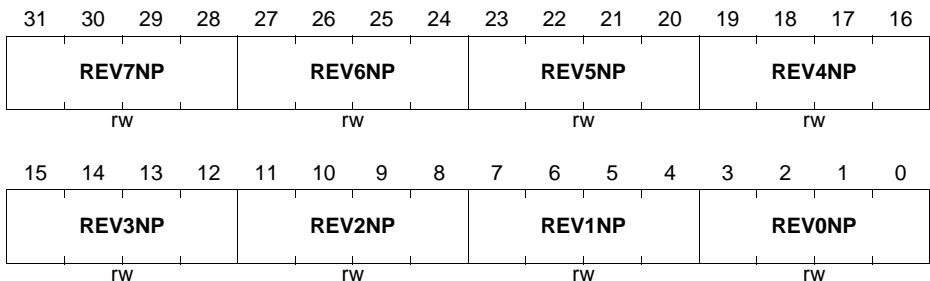 31 30 29 28 27 26 25 24 23 22 21 20 19 18 17 16
REV7NP REV6NP REV5NP REV4NP
rw rw rw rw
15 14 13 12 11 10 9 8 7 6 5 4 3 2 1 0
REV3NP REV2NP REV1NP REV0NP
rw rw rw rw